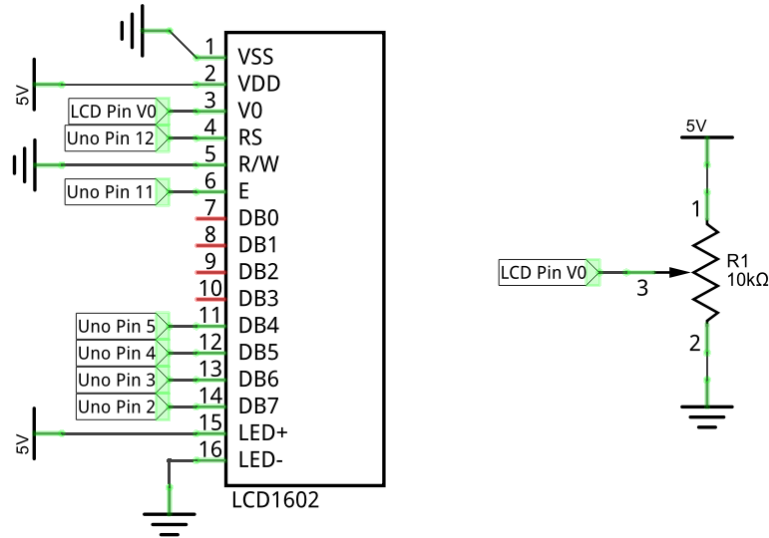 1 VSS
5V 2 VDD
LCD Pin V0 3 V0
Uno Pin 12 4 RS
5 R/W
Uno Pin 11 6 E
7 DB0
8 DB1
9 DB2
10 DB3
Uno Pin 5 11 DB4
Uno Pin 4 12 DB5
Uno Pin 3 13 DB6
Uno Pin 2 14 DB7
5V 15 LED+
16 LED-
LCD1602
5V
1
R1
10kΩ
LCD Pin V0
3
2